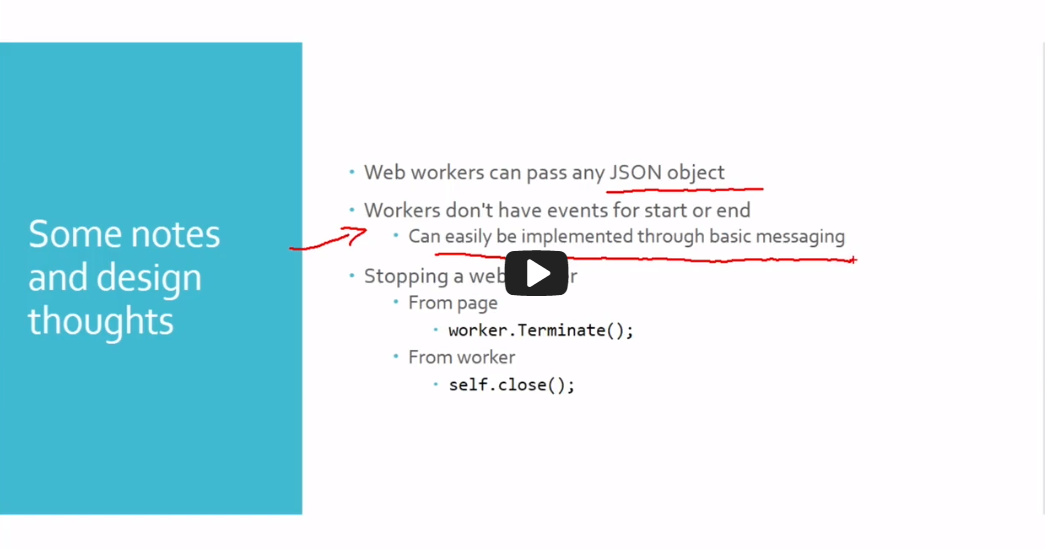 Some notes
and design
thoughts
Web workers can pass any JSON object
Workers don't have events for start or end
Can easily be implemented through basic messaging
Stopping a web r
From page
worker.Terminate();
From worker
self.close();